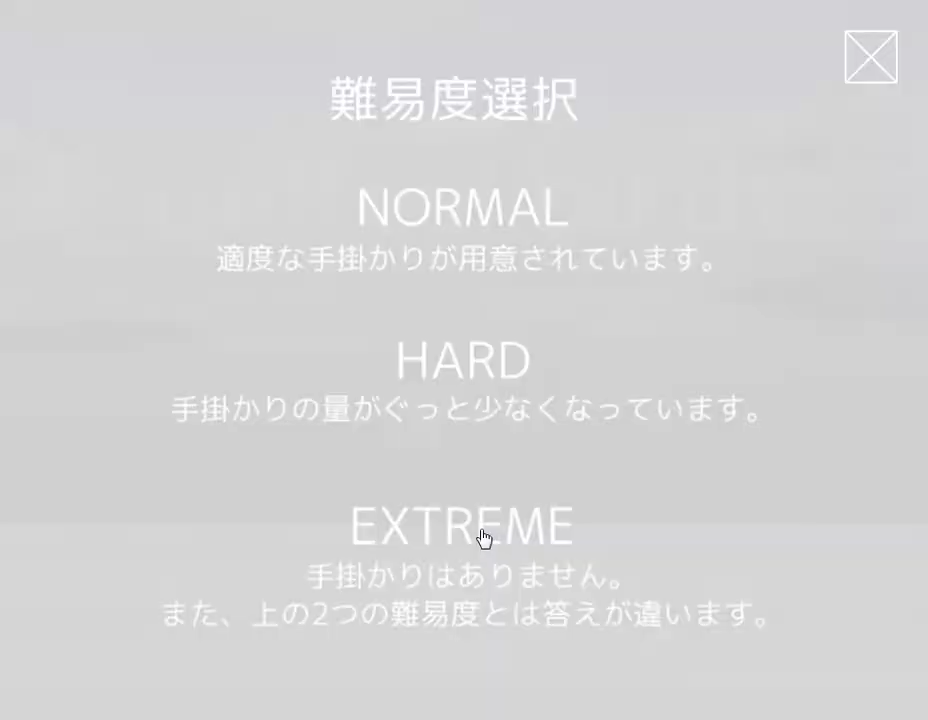 難易度選択
NORMAL
適度な手掛かりが用意されています。
HARD
手掛かりの量がぐっと少なくなっています。
EXTREME
手掛かりはありません。
また、上の2つの難易度とは答えが違います。